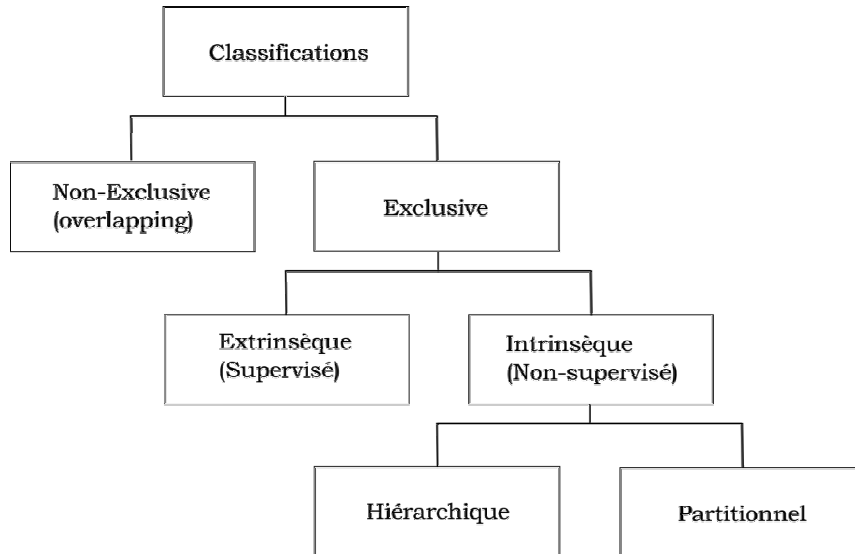 Classifications
Non-Exclusive
(overlapping)
Exclusive
Extrinsèque
(Supervisé)
Intrinsèque
(Non-supervisé)
Hiérarchique
Partitionnel